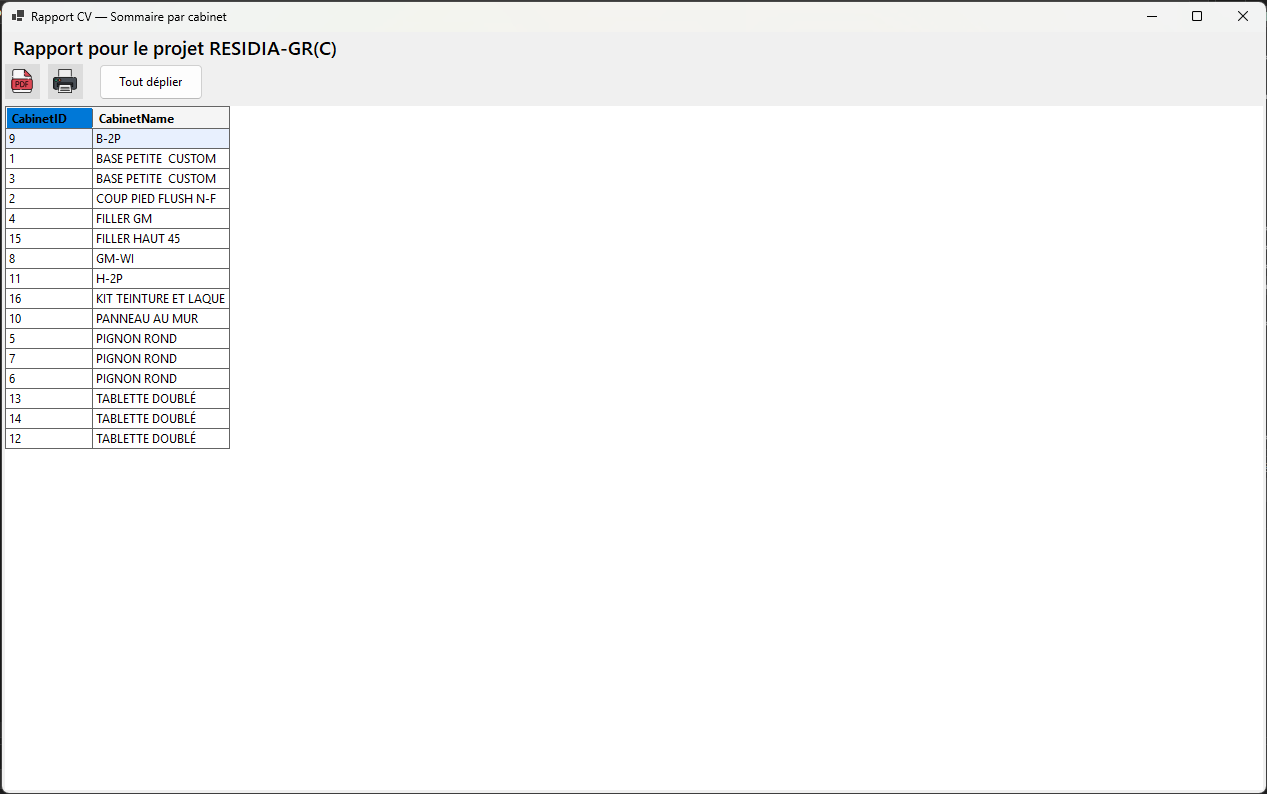 Rapport CV — Sommaire par cabinet
Rapport pour le projet RESIDIA-GR(C)
PDF
Tout déplier
CabinetID CabinetName
9 B-2P
1 BASE PETITE  CUSTOM
3 BASE PETITE  CUSTOM
2 COUP PIED FLUSH N-F
4 FILLER GM
15 FILLER HAUT 45
8 GM-WI
11 H-2P
16 KIT TEINTURE ET LAQUE
10 PANNEAU AU MUR
5 PIGNON ROND
7 PIGNON ROND
6 PIGNON ROND
13 TABLETTE DOUBLÉ
14 TABLETTE DOUBLÉ
12 TABLETTE DOUBLÉ